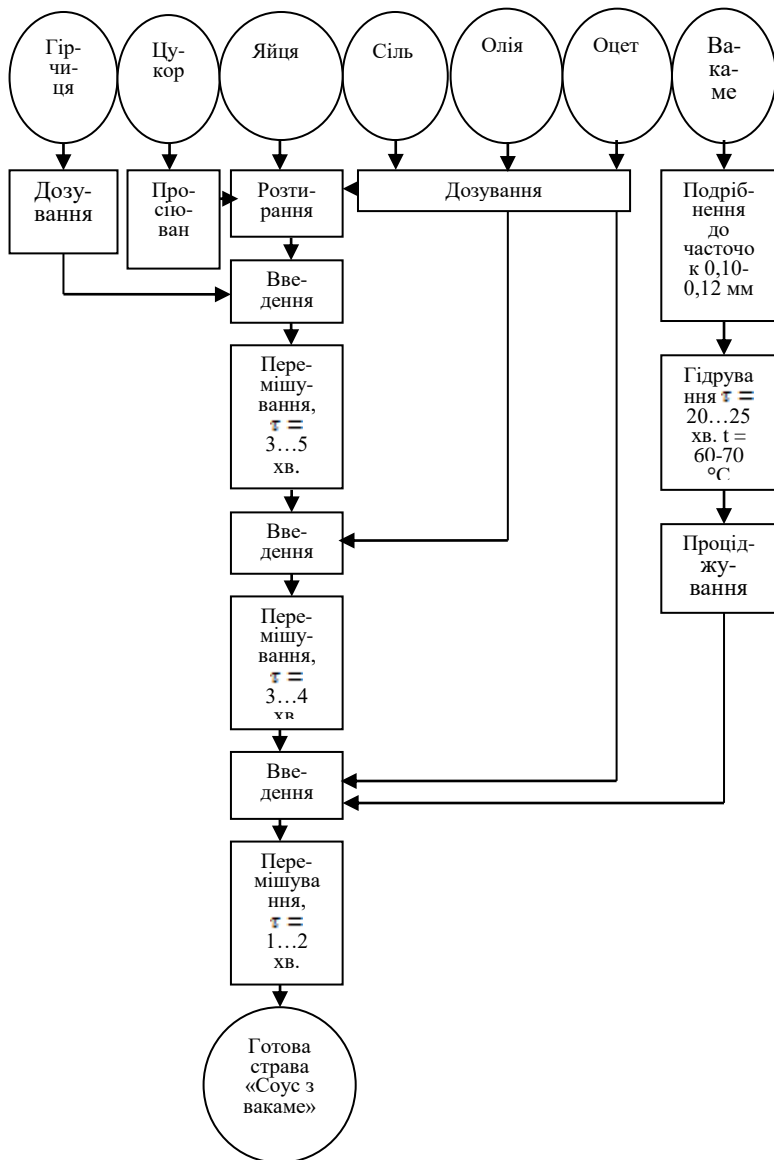 Гір-
чи-
ця
Цу-
кор
Яйця
Сіль
Олія
Оцет
Ва-
ка-
ме
Дозу-
вання
Про-
сію-
ван
Розти-
рання
Дозування
Подріб-
нення
до
часточо
к 0,10-
0,12 мм
Вве-
дення
Пере-
мішу-
вання,
τ =
3…5
хв.
Гідрува
ння τ =
20…25
хв. t =
60-70
°С
Вве-
дення
Процід-
жу-
вання
Пере-
мішу-
вання,
τ =
3…4
хв
Вве-
дення
Пере-
мішува
ння,
τ =
1…2
хв.
Готова
страва
«Соус з
вакаме»